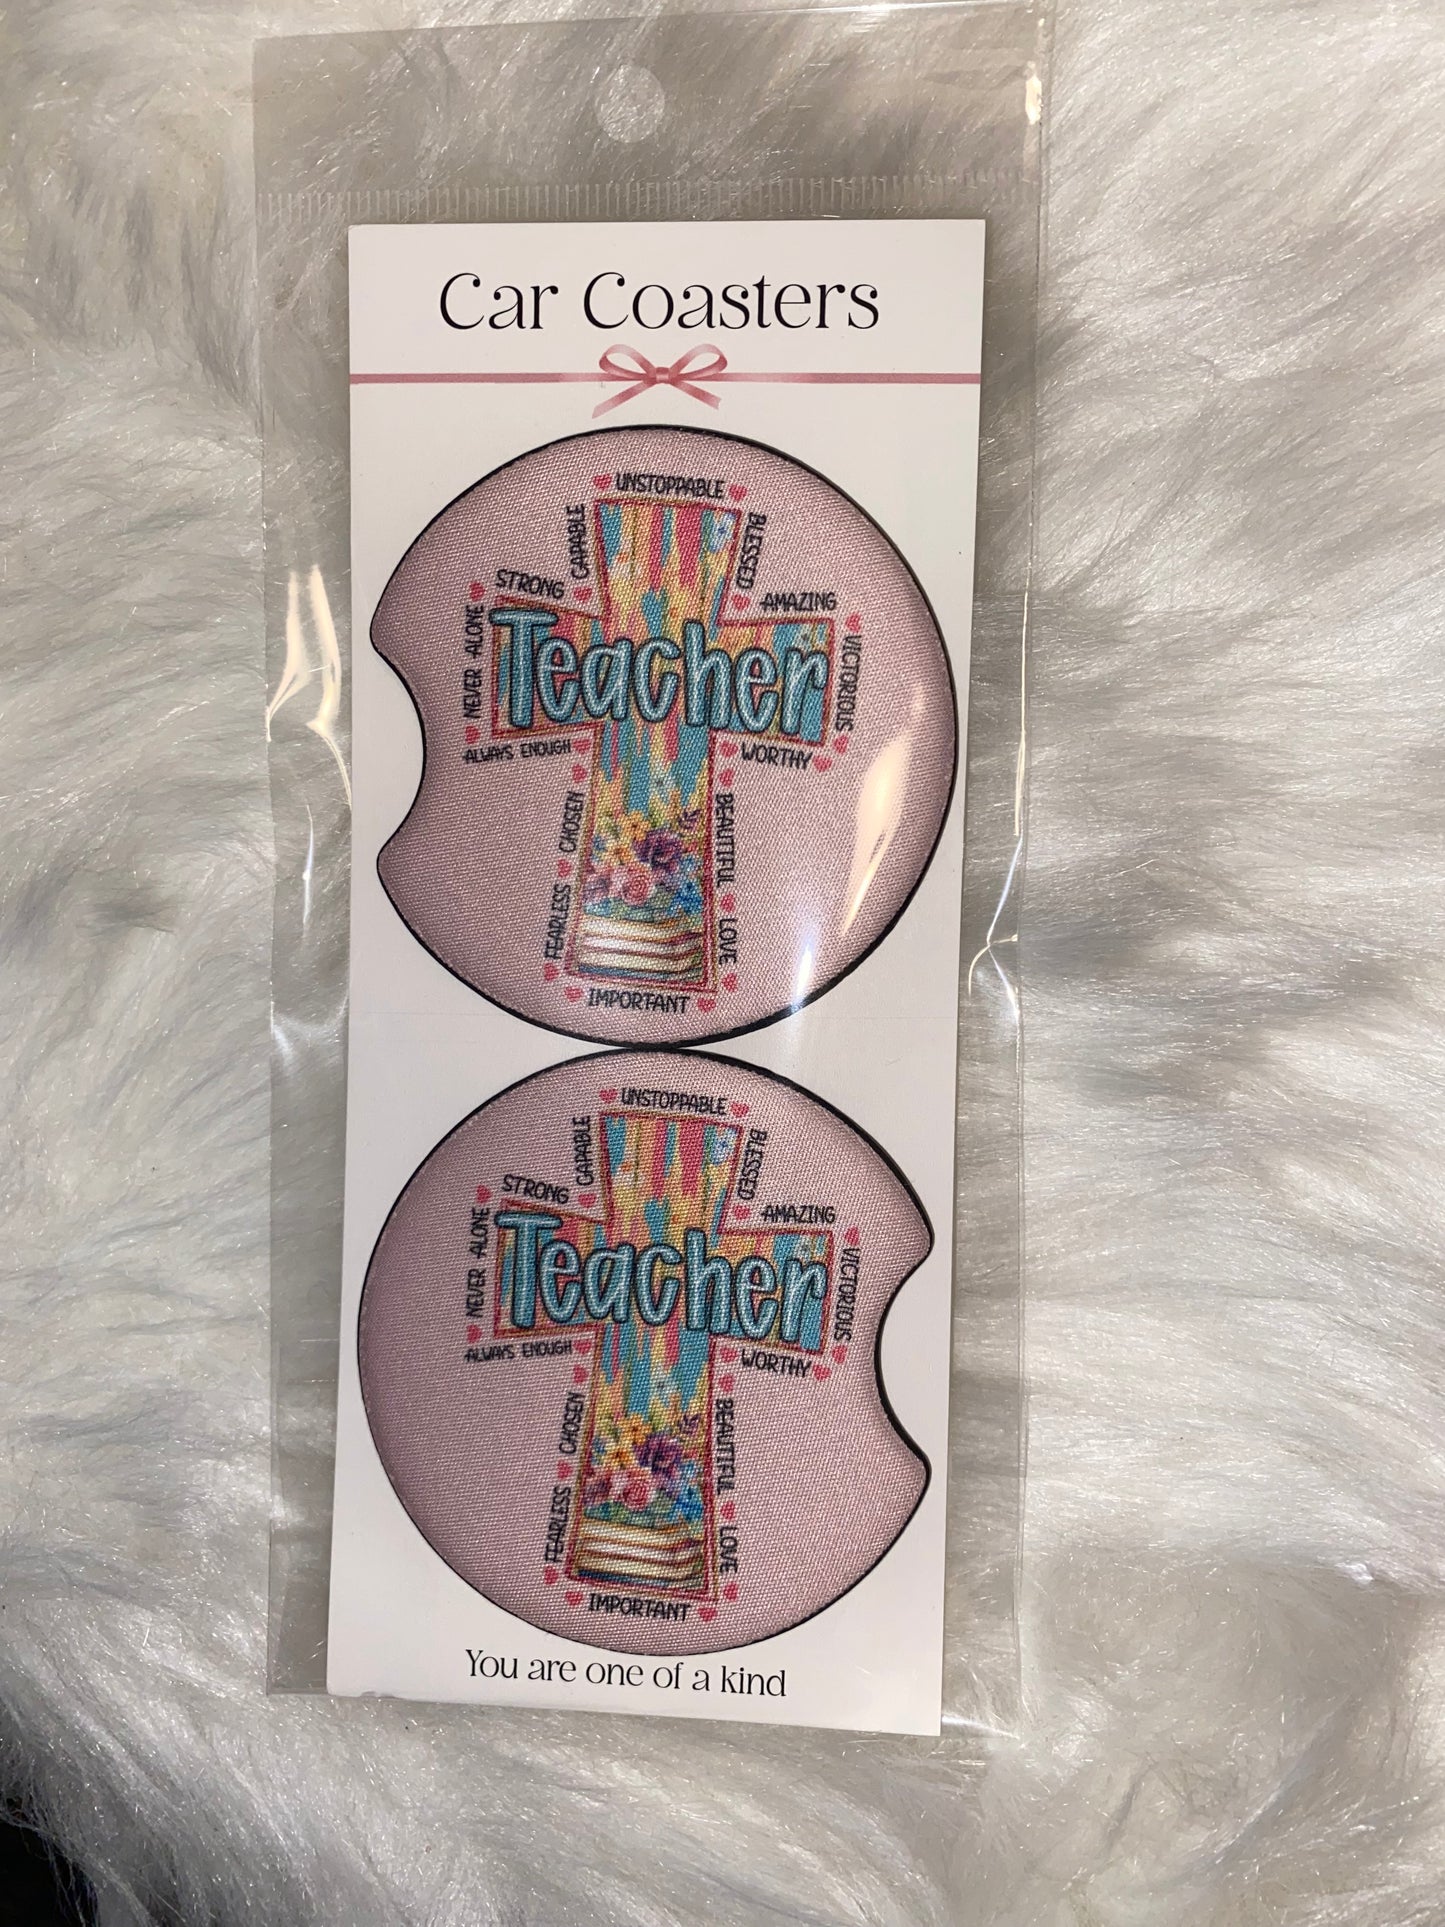 Car Coasters
UNSTOPPABLE
CAPABLE
BLESSED
STRONG
AMAZING
NEVER ALONE
Teacher
VICTORIOUS
ALWAYS ENOUGH
WORTHY
CHOSEN
BEAUTIFUL
FEARLESS
LOVE
IMPORTANT
UNSTOPPABLE
CAPABLE
BLESSED
STRONG
AMAZING
NEVER ALONE
Teacher
VICTORIOUS
ALWAYS ENOUGH
WORTHY
CHOSEN
BEAUTIFUL
FEARLESS
LOVE
IMPORTANT
You are one of a kind